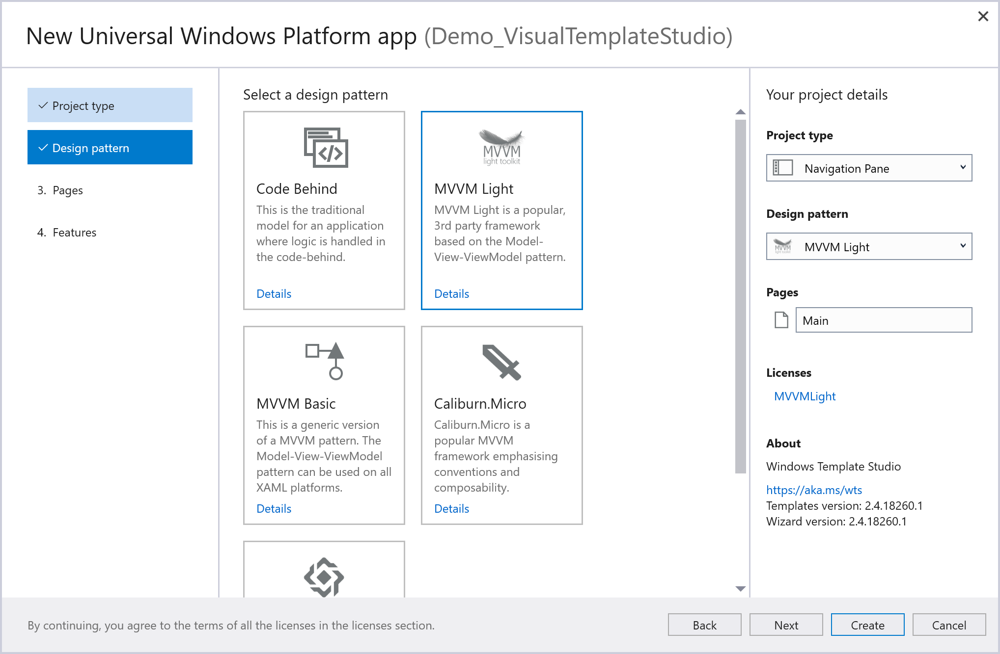 New Universal Windows Platform app (Demo_VisualTemplateStudio)
Project type
Design pattern
3. Pages
4. Features
Select a design pattern
MVVM
light toolkit
Code Behind
This is the traditional
model for an application
where logic is handled in
the code-behind.
Details
MVVM Light
MVVM Light is a popular,
3rd party framework
based on the Model-
View-ViewModel pattern.
Details
MVVM Basic
This is a generic version
of a MVVM pattern. The
Model-View-ViewModel
pattern can be used on all
XAML platforms.
Details
Caliburn.Micro
Caliburn.Micro is a
popular MVVM
framework emphasising
conventions and
composability.
Details
Your project details
Project type
Navigation Pane
Design pattern
MVVM
light toolkit
MVVM Light
Pages
Main
Licenses
MVVMLight
About
Windows Template Studio
https://aka.ms/wts
Templates version: 2.4.18260.1
Wizard version: 2.4.18260.1
By continuing, you agree to the terms of all the licenses in the licenses section.
Back
Next
Create
Cancel